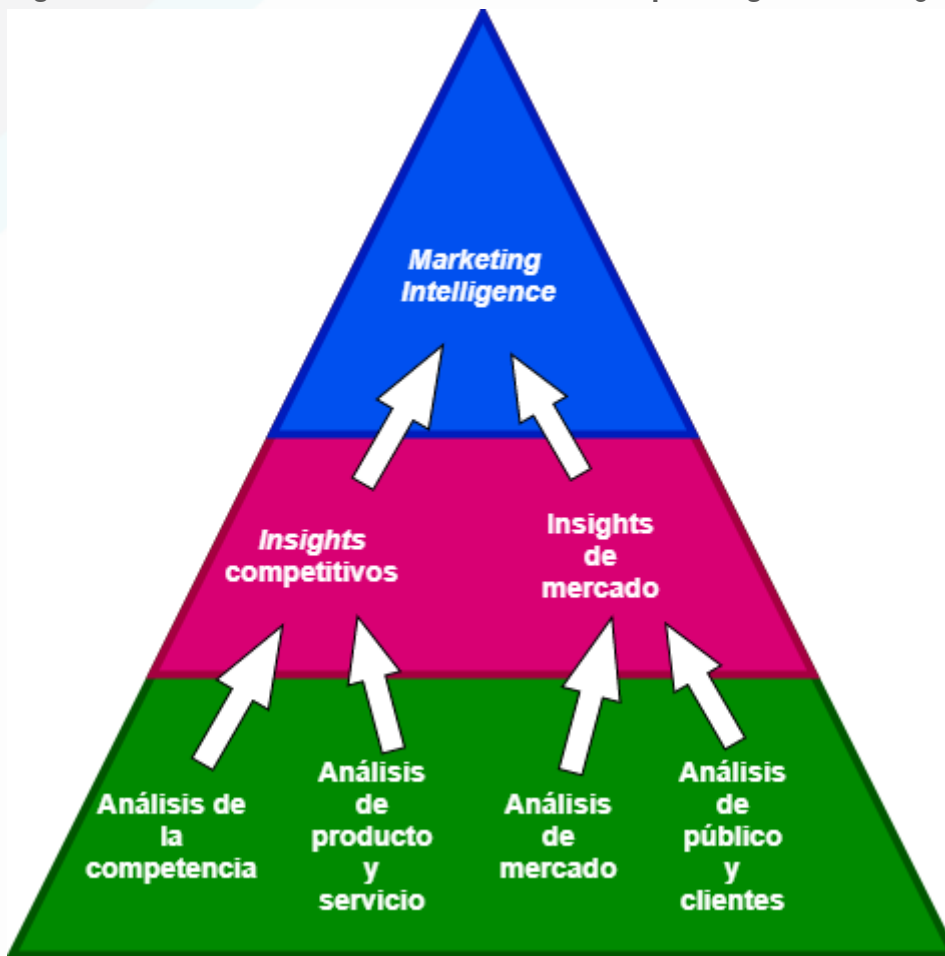 Marketing
Intelligence
Insights
competitivos
Insights
de
mercado
Análisis de
la
competencia
Análisis
de
producto
y
servicio
Análisis
de
mercado
Análisis
de
público
y
clientes